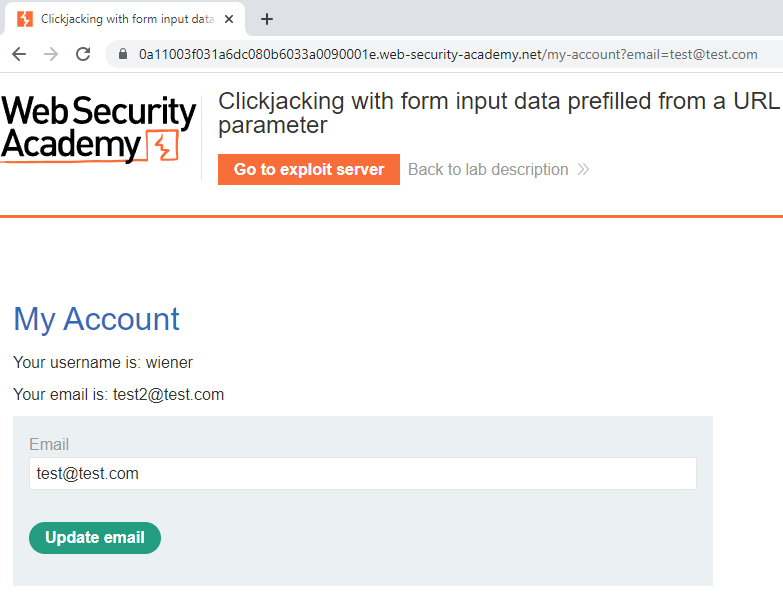 Clickjacking with form input data
0a11003f031a6dc080b6033a0090001e.web-security-academy.net/my-account?email=test@test.com
Web Security
Academy
Clickjacking with form input data prefilled from a URL
parameter
Go to exploit server
Back to lab description
My Account
Your username is: wiener
Your email is: test2@test.com
Email
test@test.com
Update email